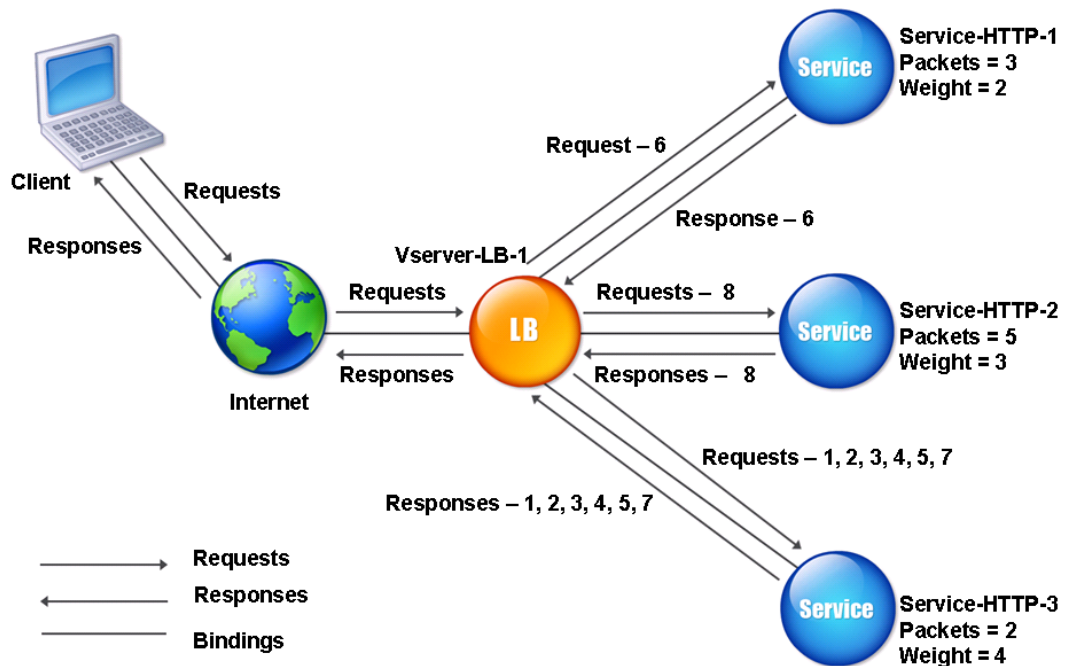 Service-HTTP-1
Packets = 3
Weight = 2
Service
Request – 6
Client
Requests
Response – 6
Responses
Vserver-LB-1
Requests
Requests – 8
Service-HTTP-2
Packets = 5
Weight = 3
LB
Service
Responses
Responses – 8
Internet
Requests – 1, 2, 3, 4, 5, 7
Responses – 1, 2, 3, 4, 5, 7
Requests
Responses
Bindings
Service
Service-HTTP-3
Packets = 2
Weight = 4